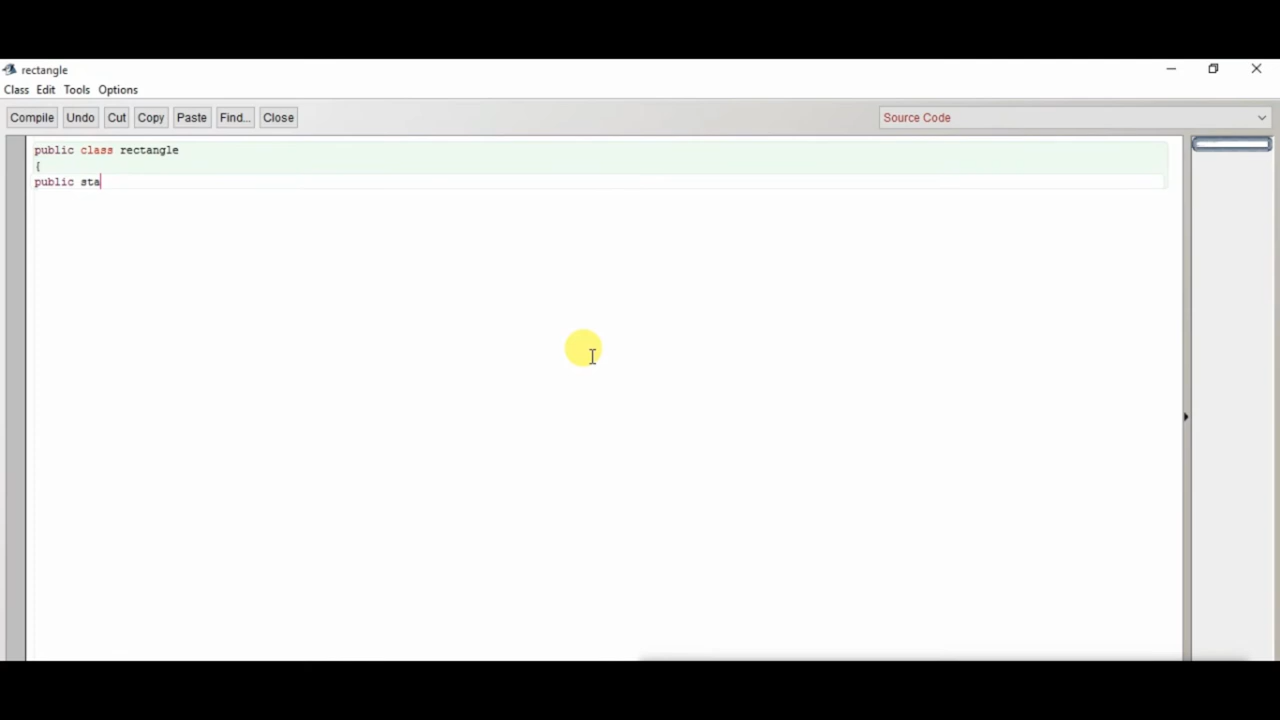 rectangle
Class Edit Tools Options
Compile Undo Cut Copy Paste Find... Close Source Code
public class rectangle
{
public sta